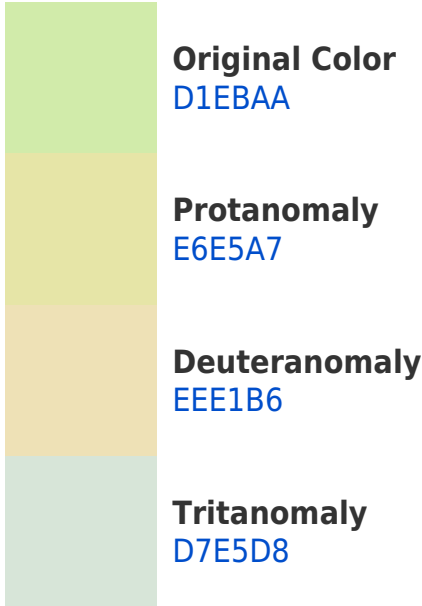 Original Color
D1EBAA
Protanomaly
E6E5A7
Deuteranomaly
EEE1B6
Tritanomaly
D7E5D8